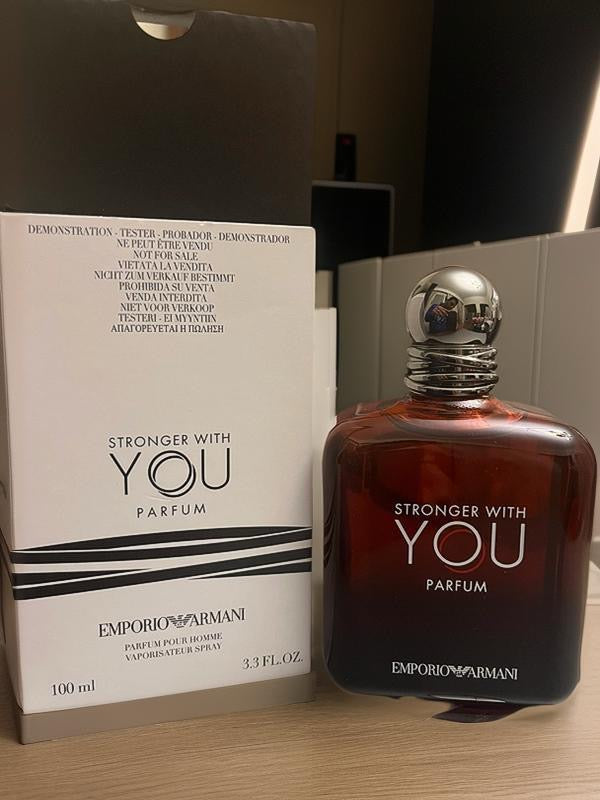 DEMONSTRATION - TESTER - PROBADOR - DEMONSTRADOR
NE PEUT ÊTRE VENDU
NOT FOR SALE
VIETATA LA VENDITA
NICHT ZUM VERKAUF BESTIMMT
PROHIBIDA SU VENTA
VENDA INTERDITA
NIET VOOR VERKOOP
TESTERI - EI MYYNTIIN
ΑΠΑΓΟΡΕΥΕΤΑΙ Η ΠΩΛΗΣΗ
STRONGER WITH
YOU
PARFUM
EMPORIO ARMANI
PARFUM POUR HOMME
VAPORISATEUR SPRAY
100 ml
3.3 FL.OZ.
STRONGER WITH
YOU
PARFUM
EMPORIO ARMANI